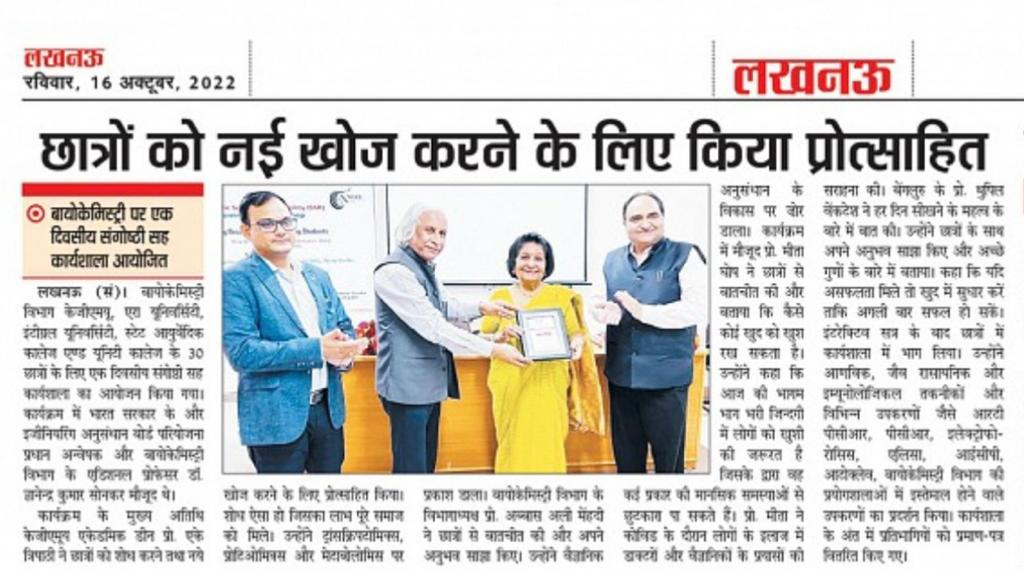 लखनऊ
रविवार, 16 अक्टूबर, 2022
लखनऊ
छात्रों को नई खोज करने के लिए किया प्रोत्साहित
बायोकेमिस्ट्री पर एक
दिवसीय संगोष्ठी सह
कार्यशाला आयोजित
लखनऊ (सं)। बायोकेमिस्ट्री
विभाग केजीएमयू, एरा यूनिवर्सिटी,
इंटीग्रल यूनिवर्सिटी, स्टेट आयुर्वेदिक
कालेज एण्ड यूनिटी कालेज के 30
छात्रों के लिए एक दिवसीय संगोष्ठी सह
कार्यशाला का आयोजन किया गया।
कार्यक्रम में भारत सरकार के और
इजीनियरिंग अनुसंधान बोर्ड परियोजना
प्रधान अन्वेषक और बायोकेमिस्ट्री
विभाग के एडिशनल प्रोफेसर डॉ.
ज्ञानेन्द्र कुमार सोनकर मौजूद थे।
कार्यक्रम के मुख्य अतिथि
केजीएमयू एकेडमिक डीन प्रो. एके
त्रिपाठी ने छात्रों को शोध करने तथा नये
खोज करने के लिए प्रोत्साहित किया।
शोध ऐसा हो जिसका लाभ पूरे समाज
को मिले। उन्होंने ट्रांसक्रिप्टोमिक्स,
प्रोटिओमिक्स और मेटाबोलोमिस पर
प्रकाश डाला। बायोकेमिस्ट्री विभाग के
विभागाध्यक्ष प्रो. अब्बास अली मेहदी
ने छात्रों से बातचीत की और अपने
अनुभव साझा किए। उन्होंने वैज्ञानिक
अनुसंधान के
विकास पर जोर
डाला। कार्यक्रम
में मौजूद प्रो. मीता
घोष ने छात्रों से
बातचीत की और
बताया कि कैसे
कोई खुद को खुश
रख सकता है।
उन्होंने कहा कि
आज की भागम
भाग भरी जिन्दगी
में लोगों को खुशी
की जरूरत है
जिसके द्वारा वह
कई प्रकार की मानसिक समस्याओं से
छुटकारा पा सकते हैं। प्रो. मीता ने
कोविड के दौरान लोगों के इलाज में
डाक्टरों और वैज्ञानिकों के प्रयासों की
सराहना की। बेंगलुरु के प्रो. थुप्पिल
वेंकटेश ने हर दिन सीखने के महत्व के
बारे में बात की। उन्होंने छात्रों के साथ
अपने अनुभव साझा किए और अच्छे
गुणों के बारे में बताया। कहा कि यदि
असफलता मिले तो खुद में सुधार करें
ताकि अगली बार सफल हो सकें।
इंटरेक्टिव सत्र के बाद छात्रों में
कार्यशाला में भाग लिया। उन्होंने
आणविक, जैव रासायनिक और
इम्यूनोलॉजिकल तकनीकों और
विभिन्न उपकरणों जैसे आरटी
पीसीआर, पीसीआर, इलेक्ट्रोफो-
रोसिस, एलिसा, आईसीपी,
आटोक्लेव, बायोकेमिस्ट्री विभाग की
प्रयोगशालाओं में इस्तेमाल होने वाले
उपकरणों का प्रदर्शन किया। कार्यशाला
के अंत में प्रतिभागियों को प्रमाण-पत्र
वितरित किए गए।